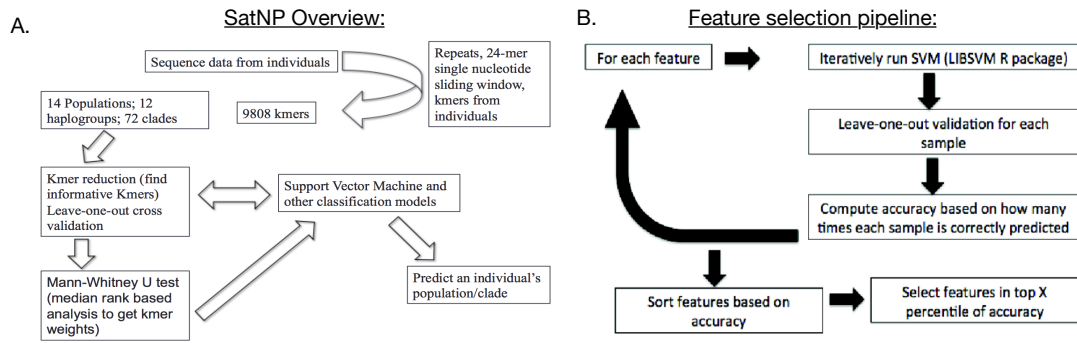 A.
SatNP Overview:
Sequence data from individuals
Repeats, 24-mer
single nucleotide
sliding window,
kmers from
individuals
9808 kmers
14 Populations; 12
haplogroups; 72 clades
Kmer reduction (find
informative Kmers)
Leave-one-out cross
validation
Support Vector Machine and
other classification models
Mann-Whitney U test
(median rank based
analysis to get kmer
weights)
Predict an individual's
population/clade
B.
Feature selection pipeline:
For each feature
Iteratively run SVM (LIBSVM R package)
Leave-one-out validation for each
sample
Compute accuracy based on how many
times each sample is correctly predicted
Sort features based on
accuracy
Select features in top X
percentile of accuracy